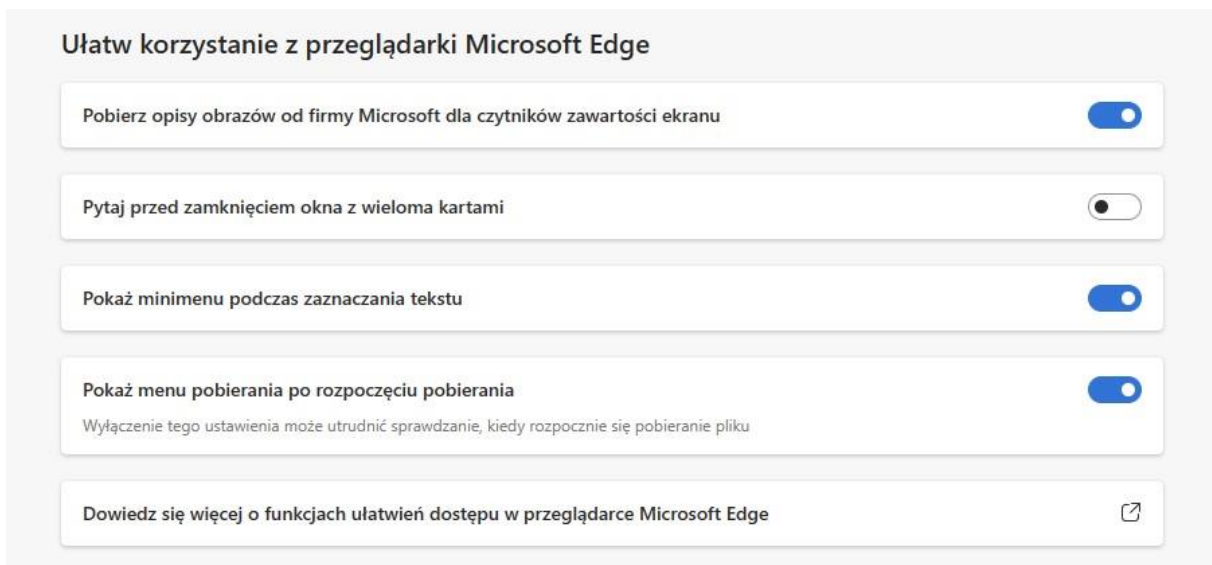 Ułatw korzystanie z przeglądarki Microsoft Edge
Pobierz opisy obrazów od firmy Microsoft dla czytników zawartości ekranu
Pytaj przed zamknięciem okna z wieloma kartami
Pokaż minimenu podczas zaznaczania tekstu
Pokaż menu pobierania po rozpoczęciu pobierania
Wyłączenie tego ustawienia może utrudnić sprawdzanie, kiedy rozpocznie się pobieranie pliku
Dowiedz się więcej o funkcjach ułatwień dostępu w przeglądarce Microsoft Edge